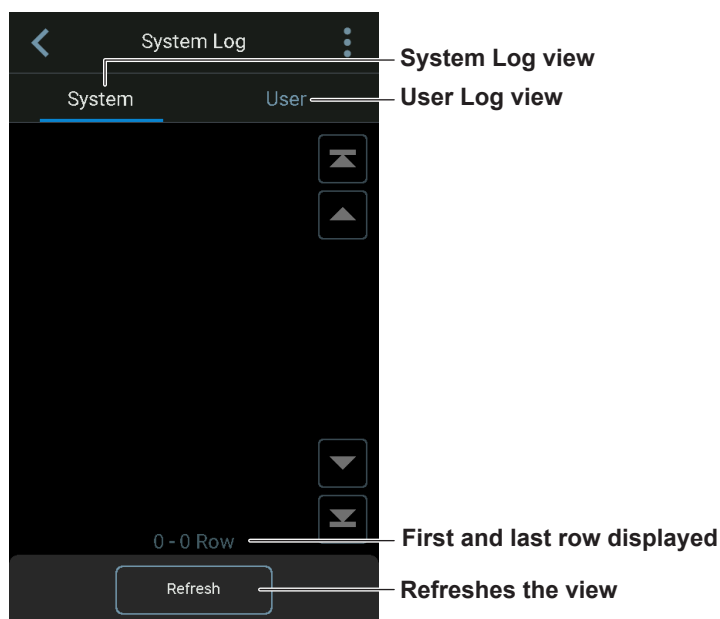 System Log
System Log view
System
User
User Log view
0 - 0 Row
First and last row displayed
Refresh
Refreshes the view